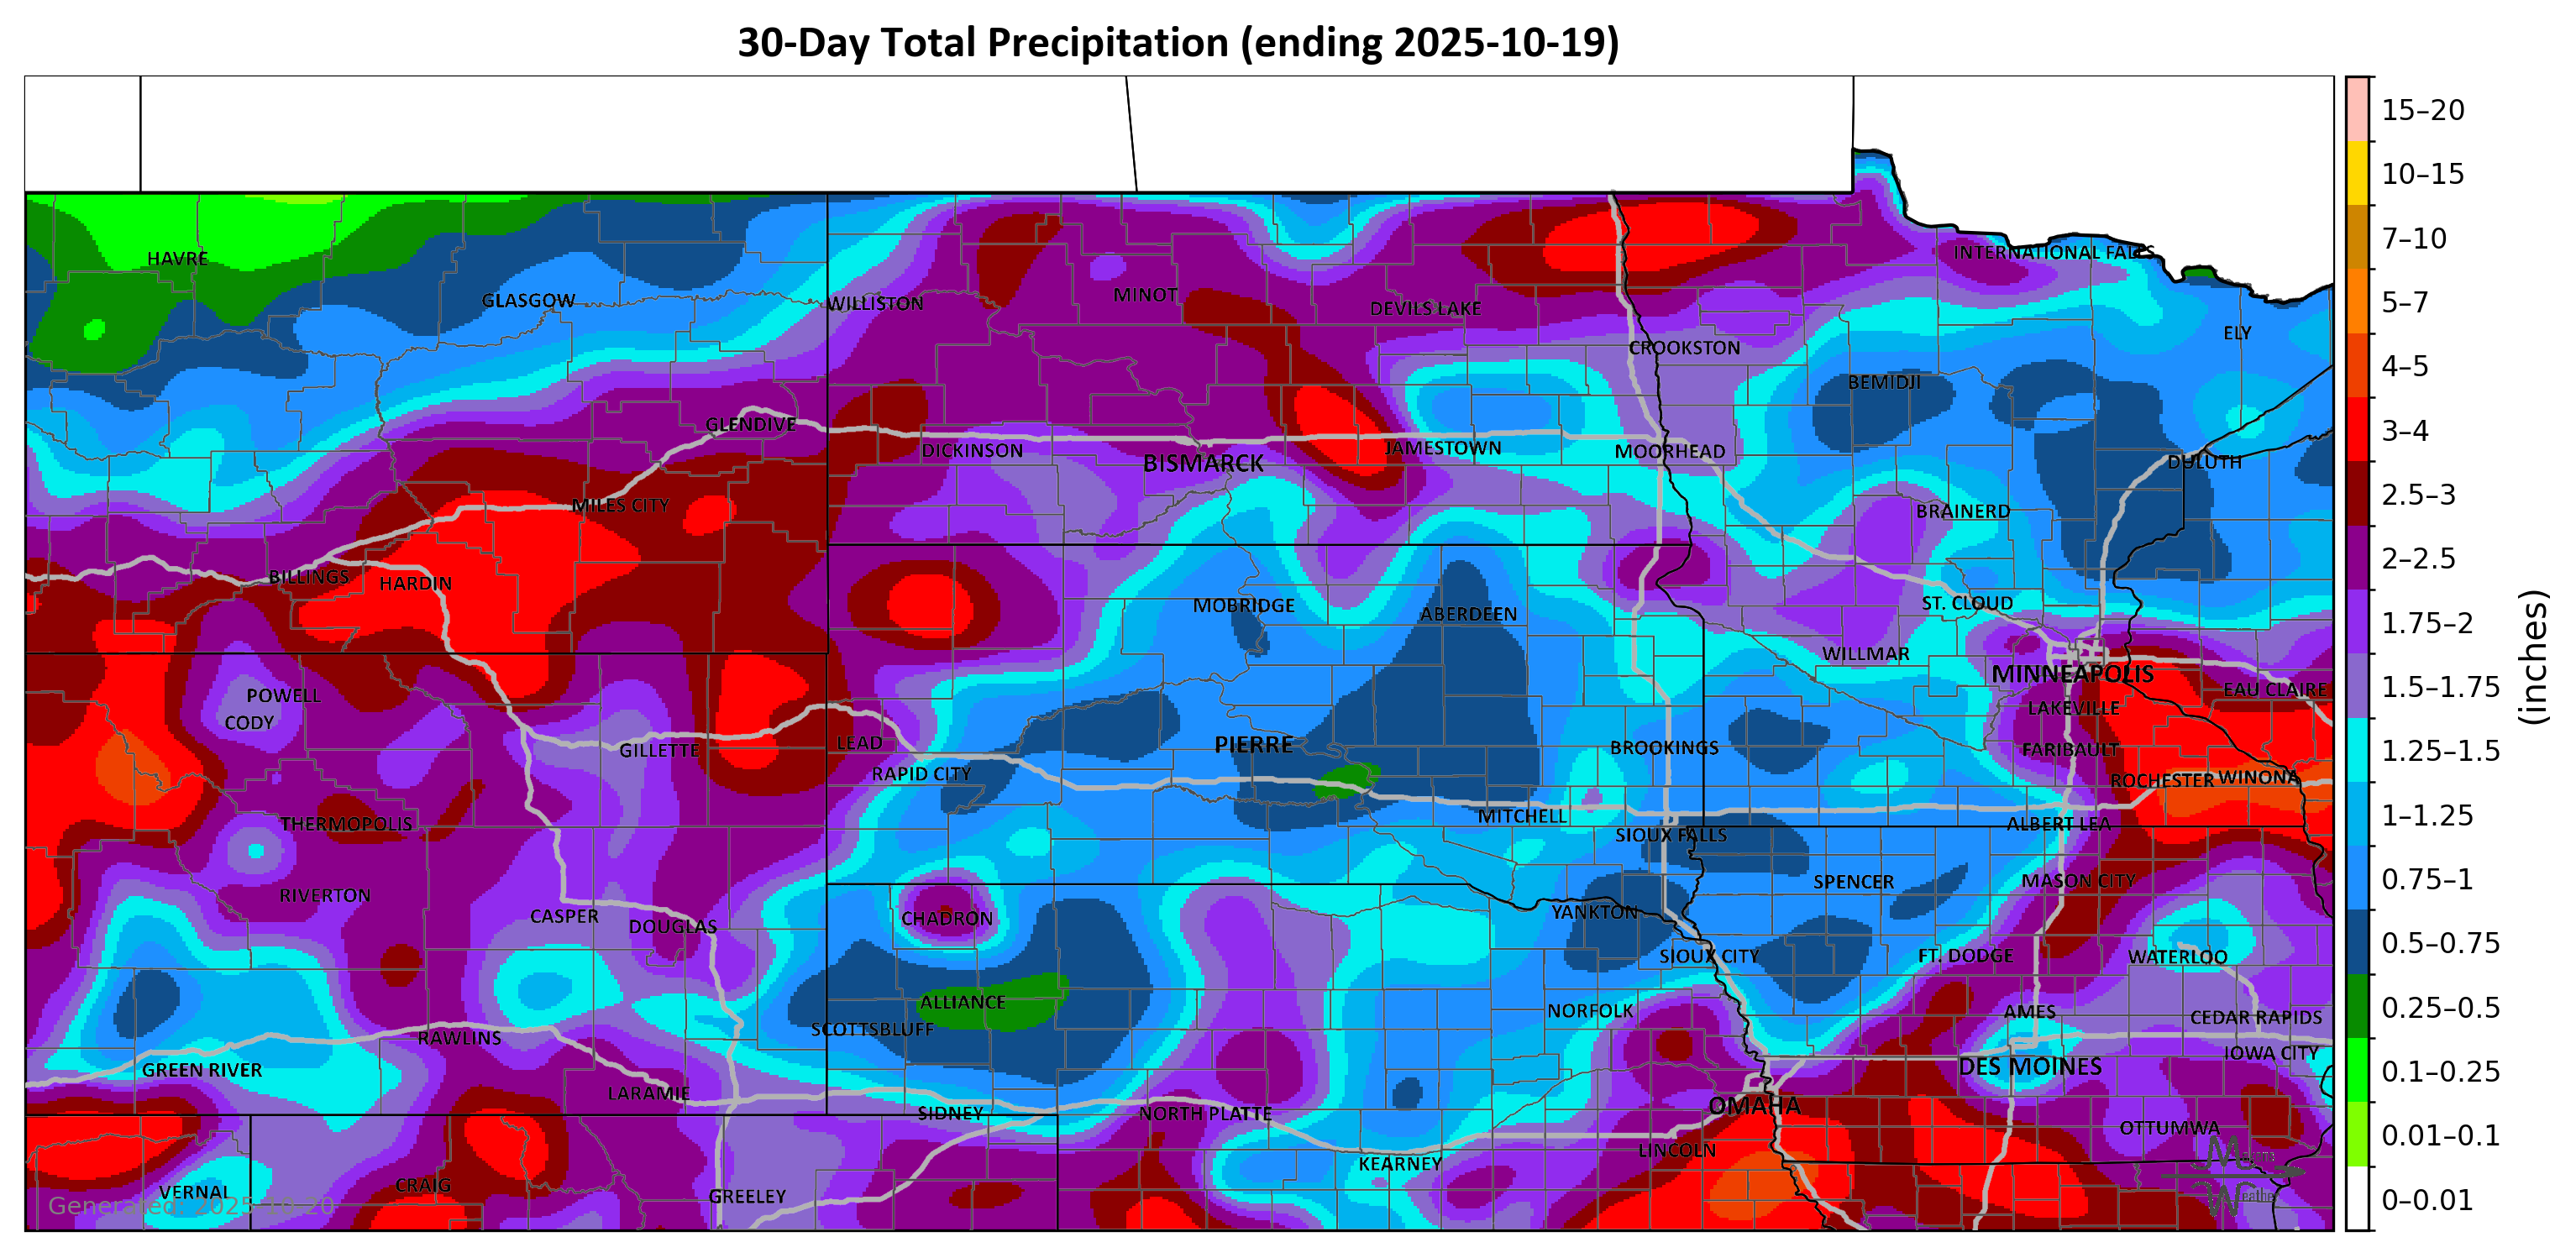 30-Day Total Precipitation (ending 2025-10-19)
15–20
10–15
7–10
5–7
4–5
3–4
2.5–3
2–2.5
1.75–2
1.5–1.75
1.25–1.5
1–1.25
0.75–1
0.5–0.75
0.25–0.5
0.1–0.25
0.01–0.1
0–0.01
(inches)
INTERNATIONAL FALLS
HAVRE
GLASGOW
WILLISTON
MINOT
DEVILS LAKE
ELY
CROOKSTON
BEMIDJI
GLENDIVE
DICKINSON
BISMARCK
JAMESTOWN
MOORHEAD
DULUTH
MILES CITY
BRAINERD
BILLINGS
HARDIN
MOBRIDGE
ABERDEEN
ST. CLOUD
WILLMAR
MINNEAPOLIS
POWELL
EAU CLAIRE
CODY
LAKEVILLE
GILLETTE
LEAD
PIERRE
BROOKINGS
FARIBAULT
RAPID CITY
ROCHESTER
WINONA
THERMOPOLIS
MITCHELL
ALBERT LEA
SIOUX FALLS
RIVERTON
SPENCER
MASON CITY
CASPER
DOUGLAS
CHADRON
YANKTON
SIOUX CITY
FT. DODGE
WATERLOO
ALLIANCE
NORFOLK
AMES
CEDAR RAPIDS
SCOTTSBLUFF
RAWLINS
IOWA CITY
GREEN RIVER
DES MOINES
LARAMIE
SIDNEY
NORTH PLATTE
OMAHA
OTTUMWA
LINCOLN
KEARNEY
VERNAL
CRAIG
GREELEY
Generated: 2025-10-20
Weather